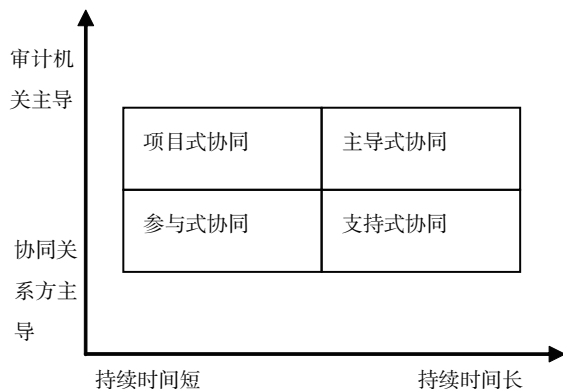 审计机
关主导
项目式协同
主导式协同
参与式协同
支持式协同
协同关
系方主
导
持续时间短
持续时间长